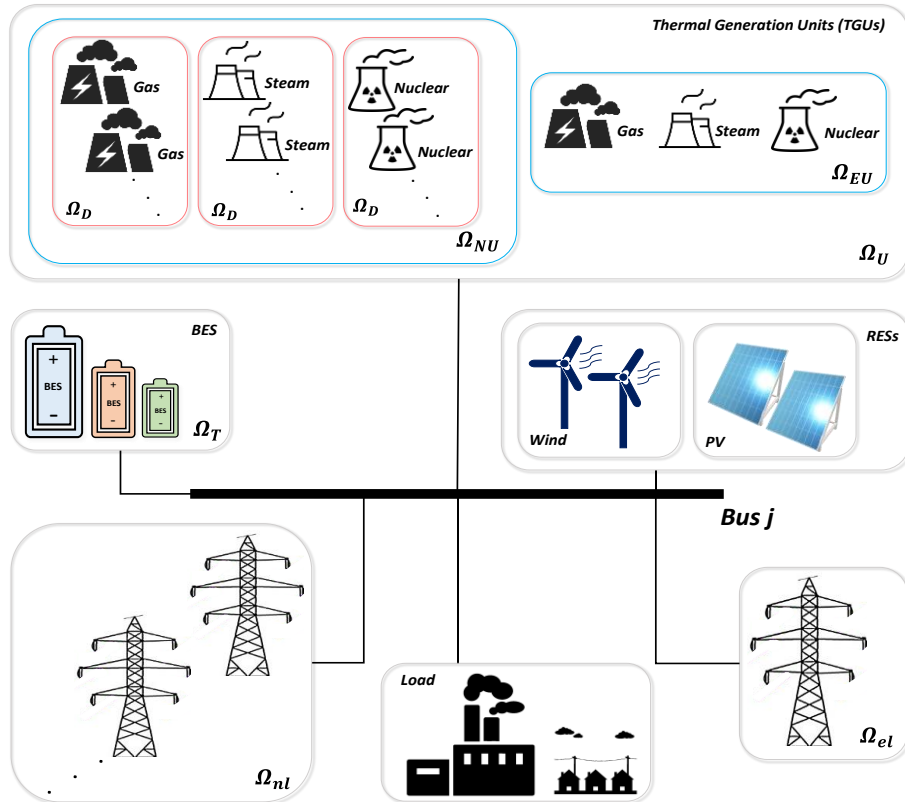 Thermal Generation Units (TGUs)
Gas
Gas
Ω_D
Steam
Steam
Ω_D
Nuclear
Nuclear
Ω_D
Ω_NU
Gas
Steam
Nuclear
Ω_EU
Ω_U
BES
+
BES
-
+
BES
-
+
BES
-
Ω_T
RESs
Wind
PV
Bus j
Ω_nl
Load
Ω_el